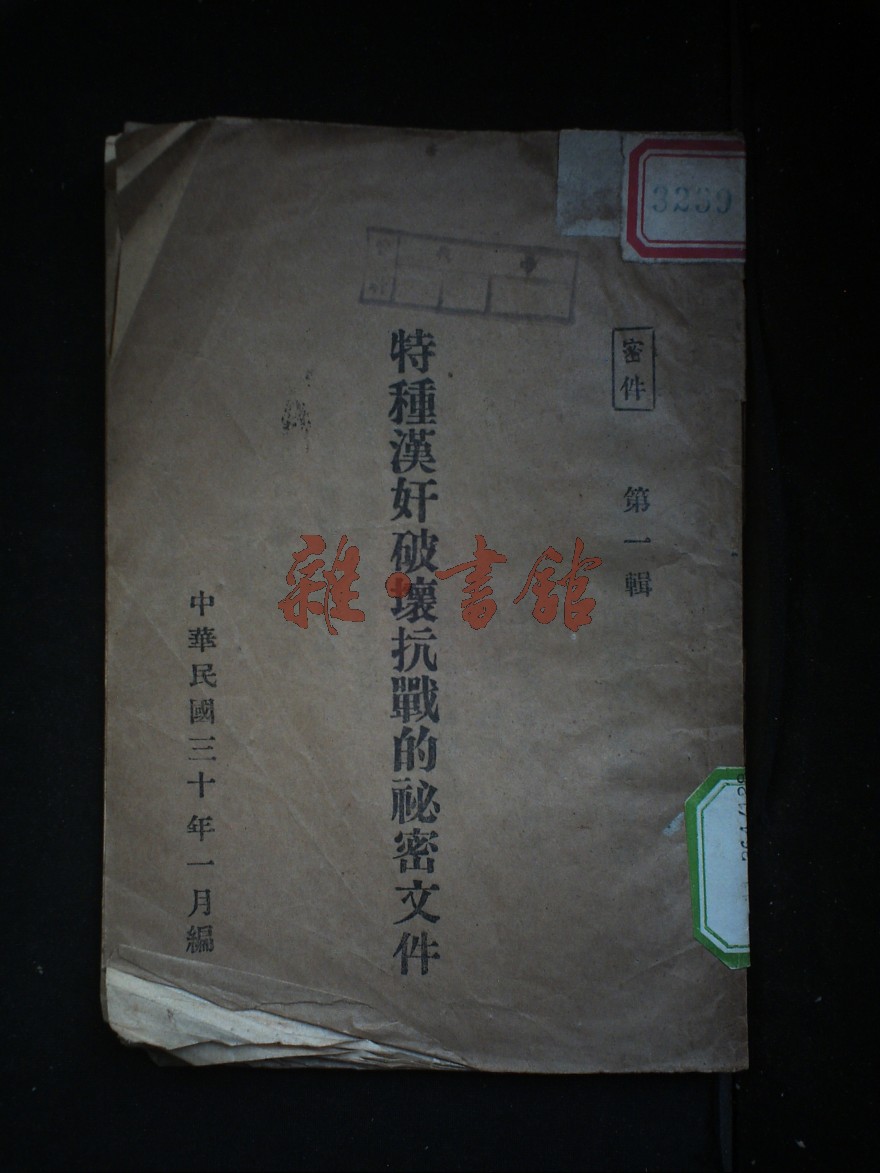 3239
密件
第一輯
特種漢奸破壞抗戰的祕密文件
中華民國三十年一月編
雜·書館